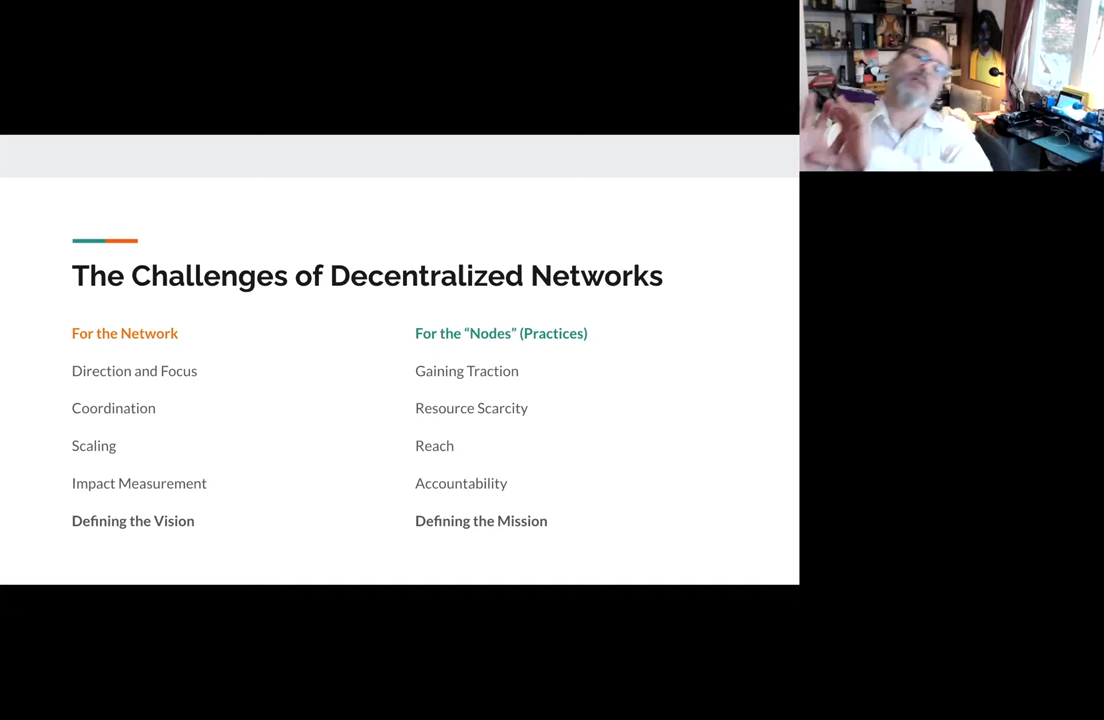 The Challenges of Decentralized Networks
For the Network
Direction and Focus
Coordination
Scaling
Impact Measurement
Defining the Vision
For the “Nodes” (Practices)
Gaining Traction
Resource Scarcity
Reach
Accountability
Defining the Mission